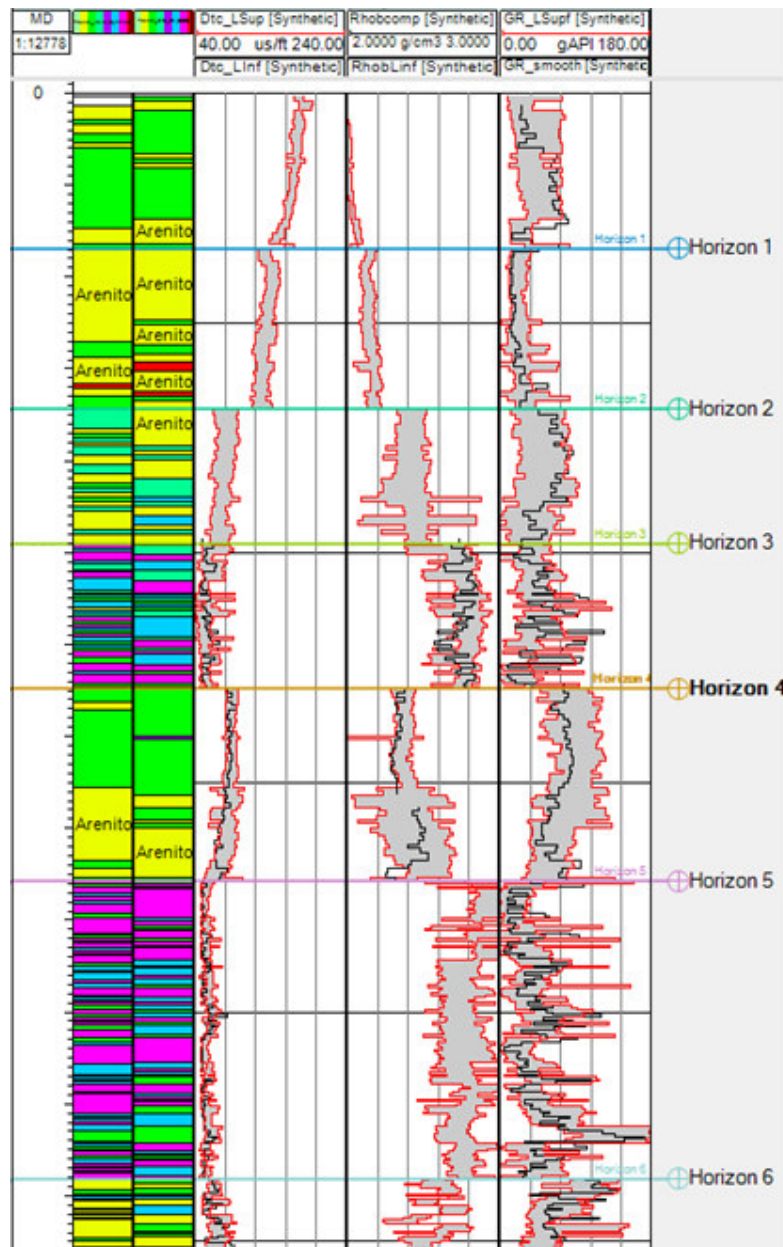 MD
Dtc_LSup [Synthetic]
Rhobcomp [Synthetic]
GR_LSupf [Synthetic]
1:12778
40.00 us/ft 240.00
2.0000 g/cm3 3.0000
0.00 gAPI 180.00
Dtc_LInf [Synthetic]
RhobLinf [Synthetic]
GR_smooth [Synthetic
0
Arenito
Horizon 1
Horizon 1
Arenito
Arenito
Arenito
Arenito
Arenito
Horizon 2
Horizon 2
Arenito
Horizon 3
Horizon 3
Horizon 4
Horizon 4
Arenito
Arenito
Horizon 5
Horizon 5
Horizon 6
Horizon 6